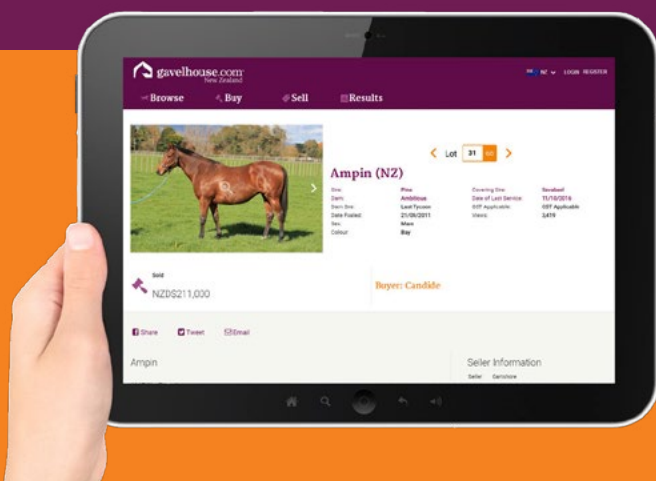 gavelhouse.com
New Zealand
NZ LOGIN REGISTER
Browse Buy Sell Results
Lot 31
Ampin (NZ)
Sire: Pins Covering Sire: Savabeel
Dam: Ambitious Date of Last Service: 11/10/2016
Dam Sire: Last Tycoon GST Applicable: GST Applicable
Date Foaled: 21/09/2011 Views: 3,419
Sex: Mare
Colour: Bay
Sold
NZD$211,000
Buyer: Candide
Share Tweet Email
Ampin Seller Information
Seller